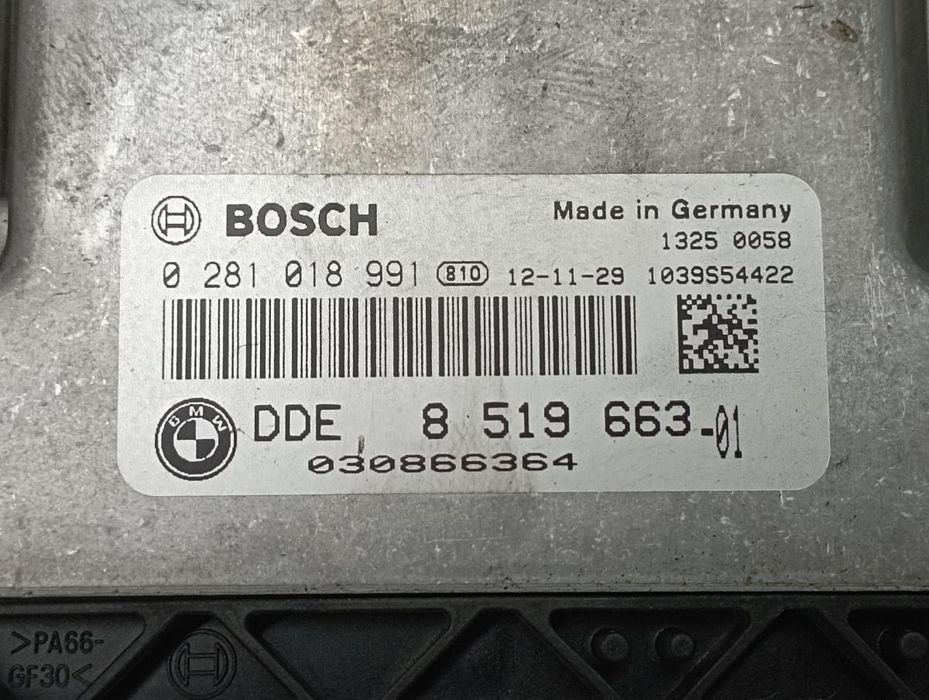 BOSCH
Made in Germany
1325 0058
0 281 018 991 810 12-11-29 1039S54422
BMW
DDE 8 519 663-01
030866364
>PA66-
GF30<